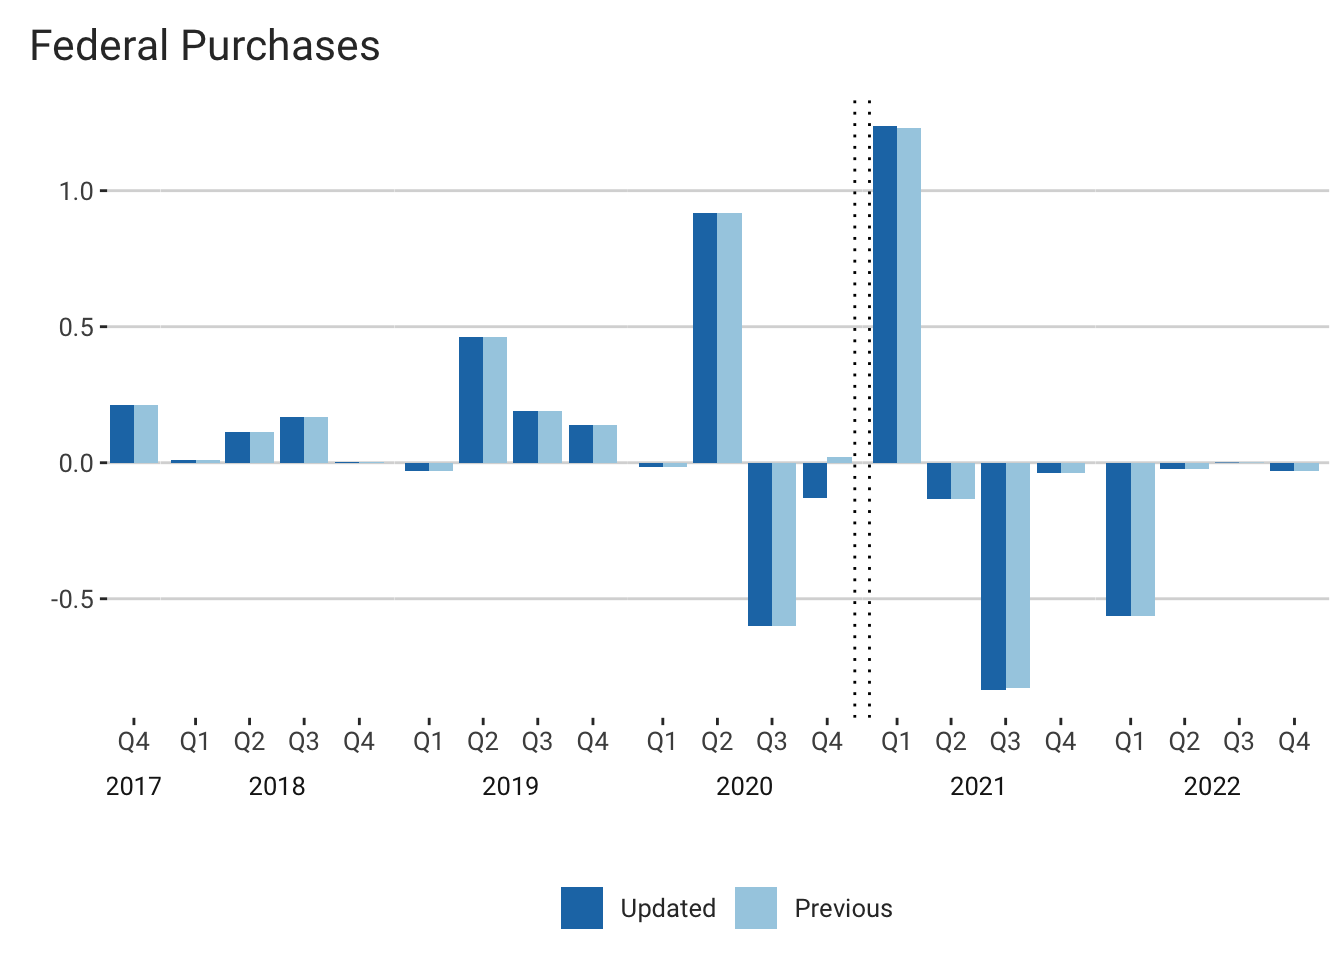 Federal Purchases
1.0
0.5
0.0
-0.5
Q4 Q1 Q2 Q3 Q4 Q1 Q2 Q3 Q4 Q1 Q2 Q3 Q4 Q1 Q2 Q3 Q4 Q1 Q2 Q3 Q4
2017 2018 2019 2020 2021 2022
Updated Previous